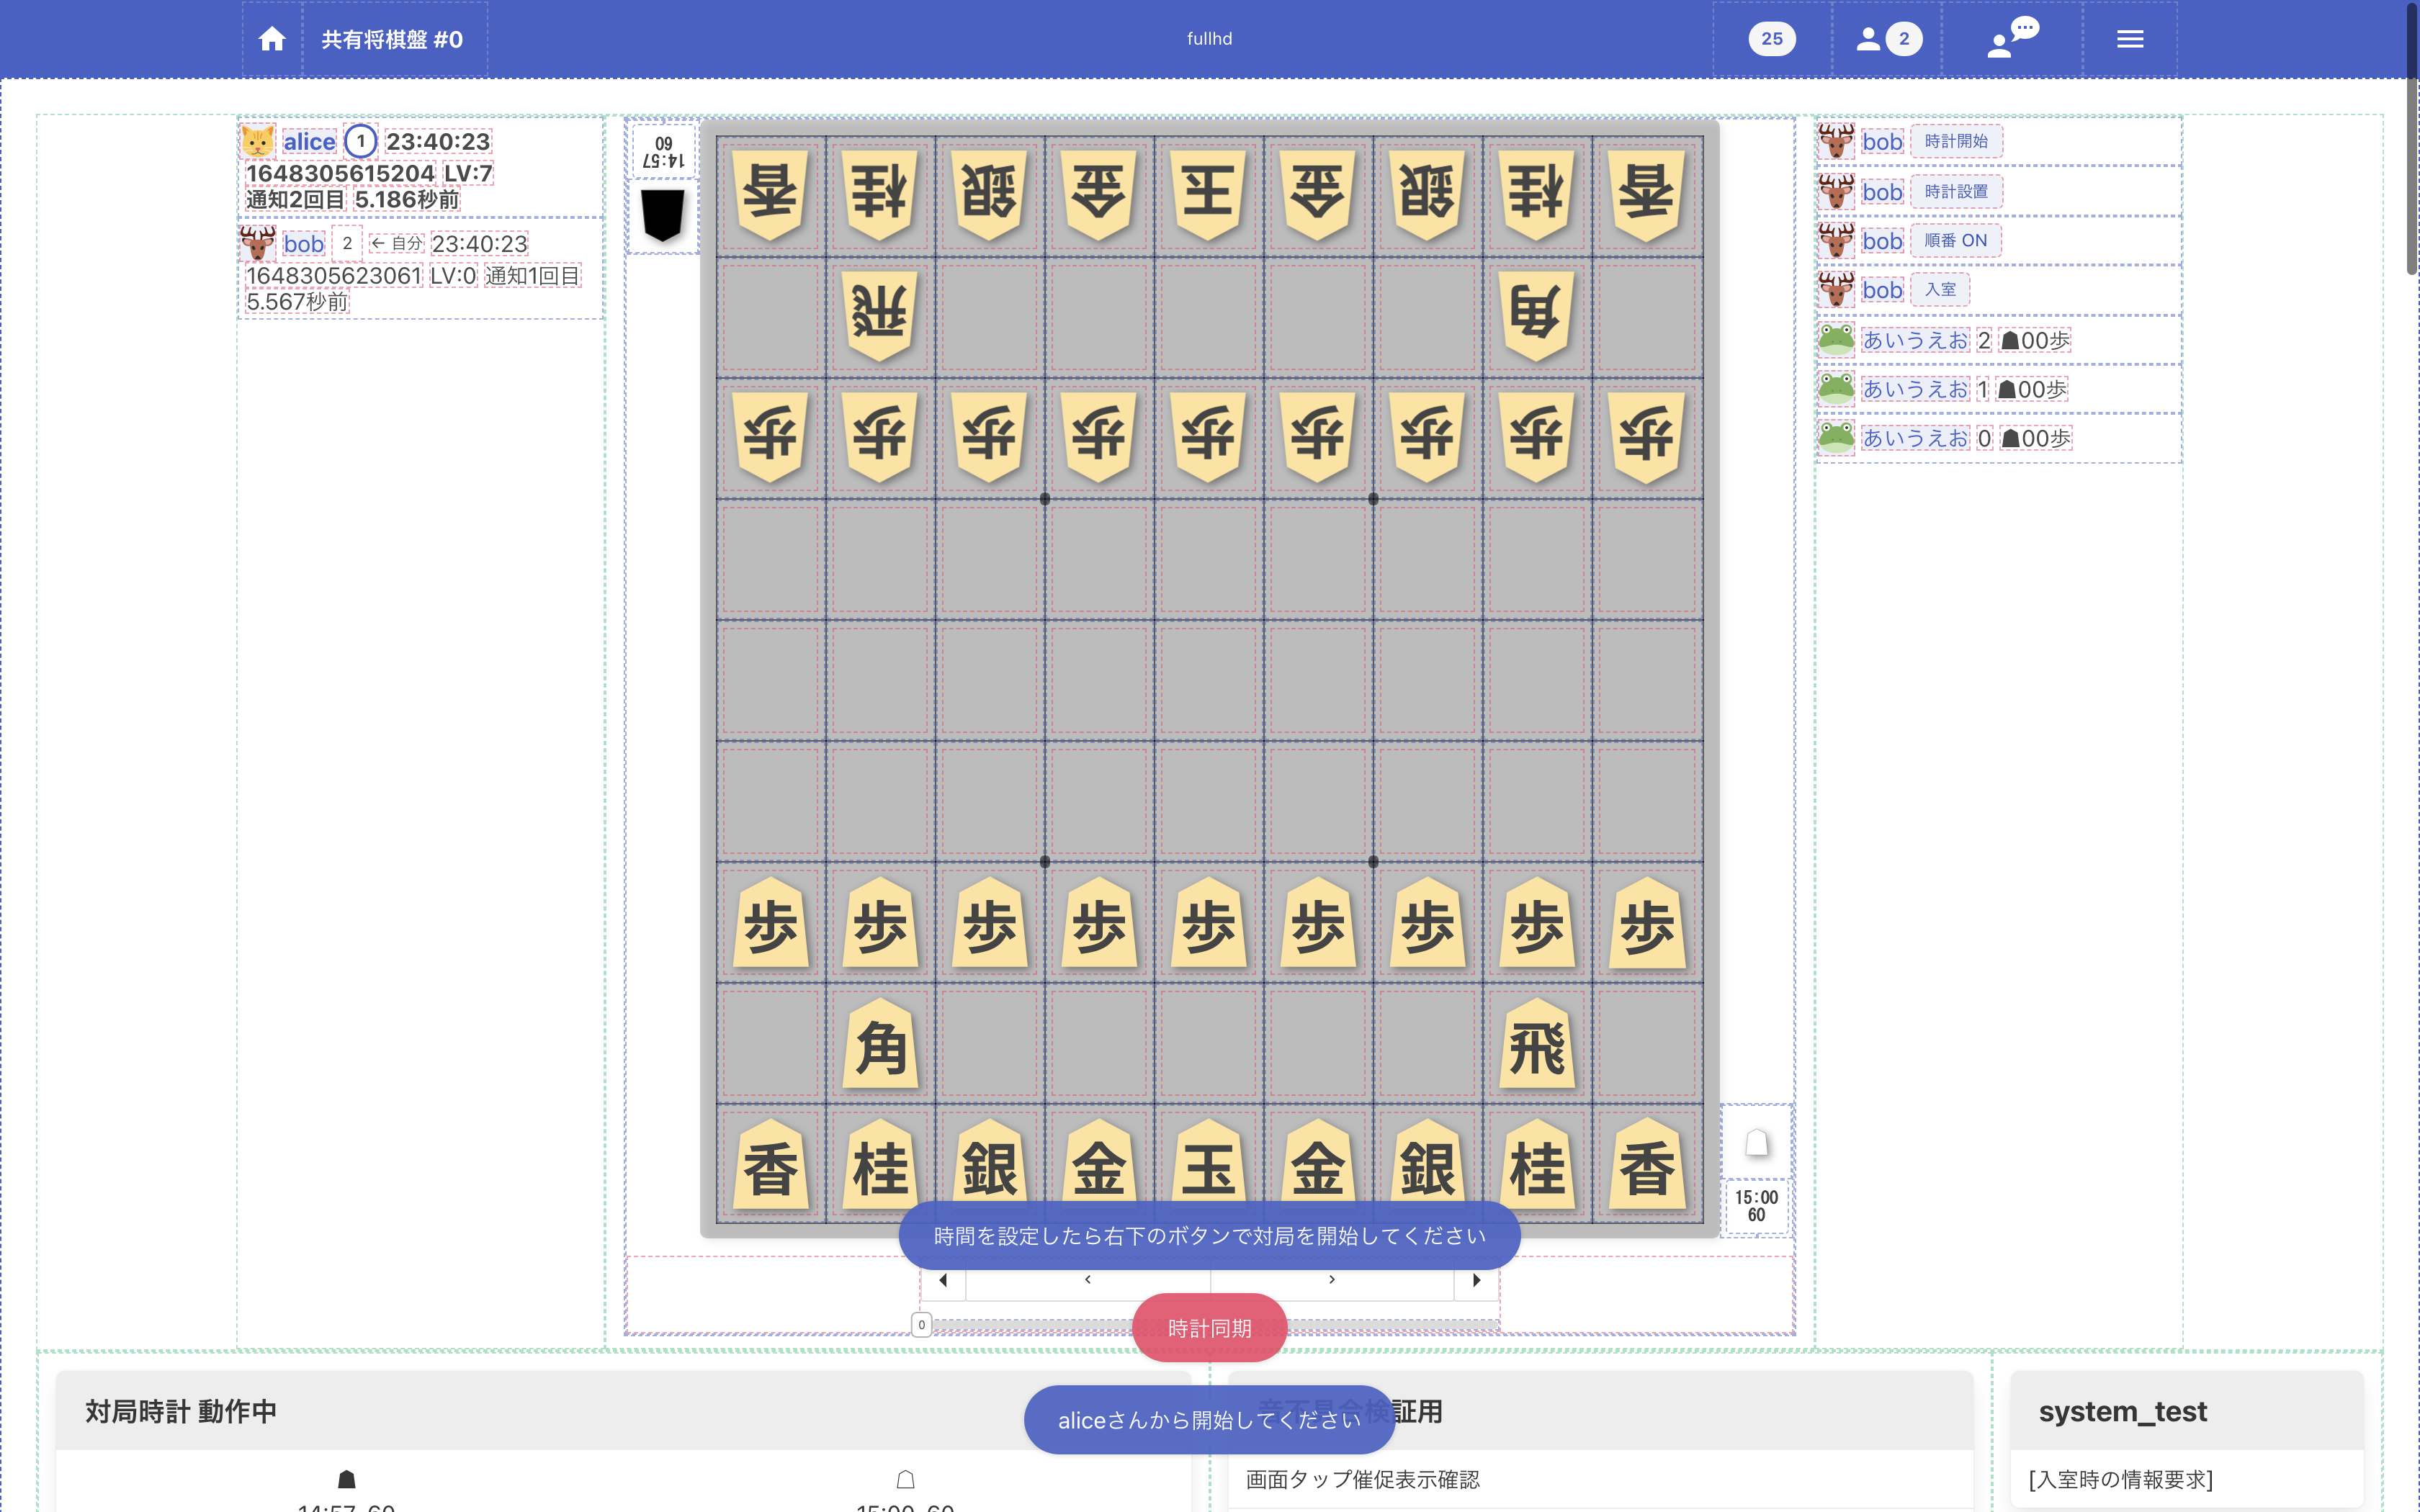 共有将棋盤 #0
fullhd
25
2
alice 1 23:40:23
1648305615204 LV:7
通知2回目 5.186秒前
bob 2 ← 自分 23:40:23
1648305623061 LV:0 通知1回目
5.567秒前
14:57
60
香桂銀金玉金銀桂香
飛角
歩歩歩歩歩歩歩歩歩
歩歩歩歩歩歩歩歩歩
角飛
香桂銀金玉金銀桂香
15:00
60
bob 時計開始
bob 時計設置
bob 順番 ON
bob 入室
あいうえお 2 ☗00歩
あいうえお 1 ☗00歩
あいうえお 0 ☗00歩
時間を設定したら右下のボタンで対局を開始してください
0
時計同期
aliceさんから開始してください
対局時計 動作中
☗ ☖
14:57 60 15:00 60
検証用
画面タップ催促表示確認
system_test
[入室時の情報要求]